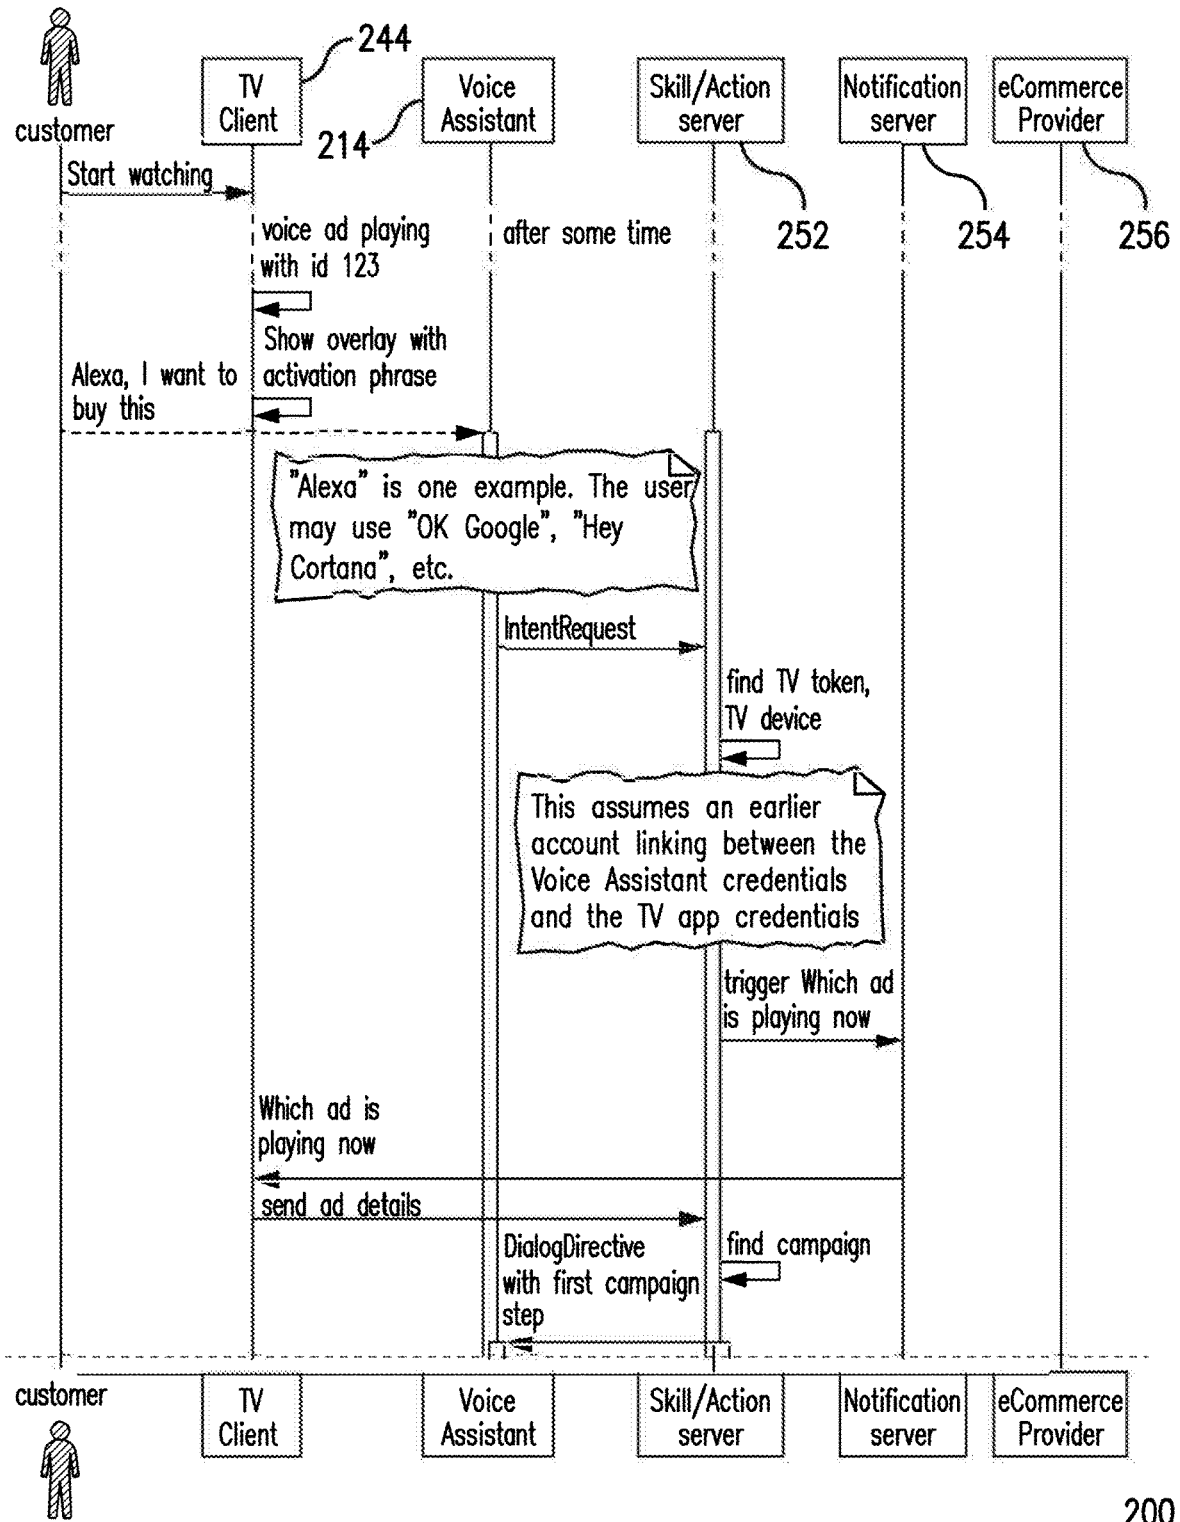 244
TV
Client
Voice
Assistant
Skill/Action
server
Notification
server
eCommerce
Provider
customer
214
Start watching
252
254
256
voice ad playing
with id 123
after some time
Show overlay with
activation phrase
Alexa, I want to
buy this
"Alexa" is one example. The user
may use "OK Google", "Hey
Cortana", etc.
IntentRequest
find TV token,
TV device
This assumes an earlier
account linking between the
Voice Assistant credentials
and the TV app credentials
trigger Which ad
is playing now
Which ad is
playing now
send ad details
find campaign
DialogDirective
with first campaign
step
customer
TV
Client
Voice
Assistant
Skill/Action
server
Notification
server
eCommerce
Provider
200